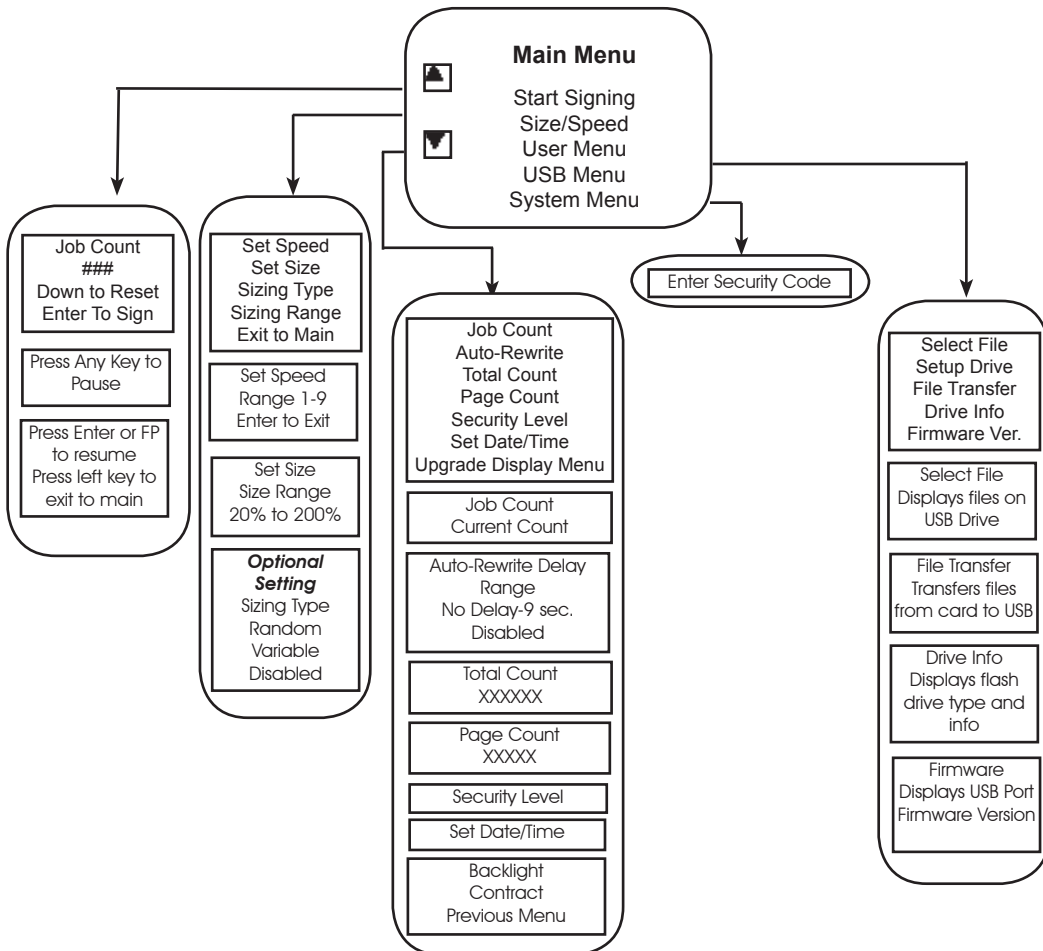 Main Menu
Start Signing
Size/Speed
User Menu
USB Menu
System Menu
Job Count
###
Down to Reset
Enter To Sign
Press Any Key to
Pause
Press Enter or FP
to resume
Press left key to
exit to main
Set Speed
Set Size
Sizing Type
Sizing Range
Exit to Main
Set Speed
Range 1-9
Enter to Exit
Set Size
Size Range
20% to 200%
Optional
Setting
Sizing Type
Random
Variable
Disabled
Job Count
Auto-Rewrite
Total Count
Page Count
Security Level
Set Date/Time
Upgrade Display Menu
Job Count
Current Count
Auto-Rewrite Delay
Range
No Delay-9 sec.
Disabled
Total Count
XXXXXX
Page Count
XXXXX
Security Level
Set Date/Time
Backlight
Contract
Previous Menu
Enter Security Code
Select File
Setup Drive
File Transfer
Drive Info
Firmware Ver.
Select File
Displays files on
USB Drive
File Transfer
Transfers files
from card to USB
Drive Info
Displays flash
drive type and
info
Firmware
Displays USB Port
Firmware Version